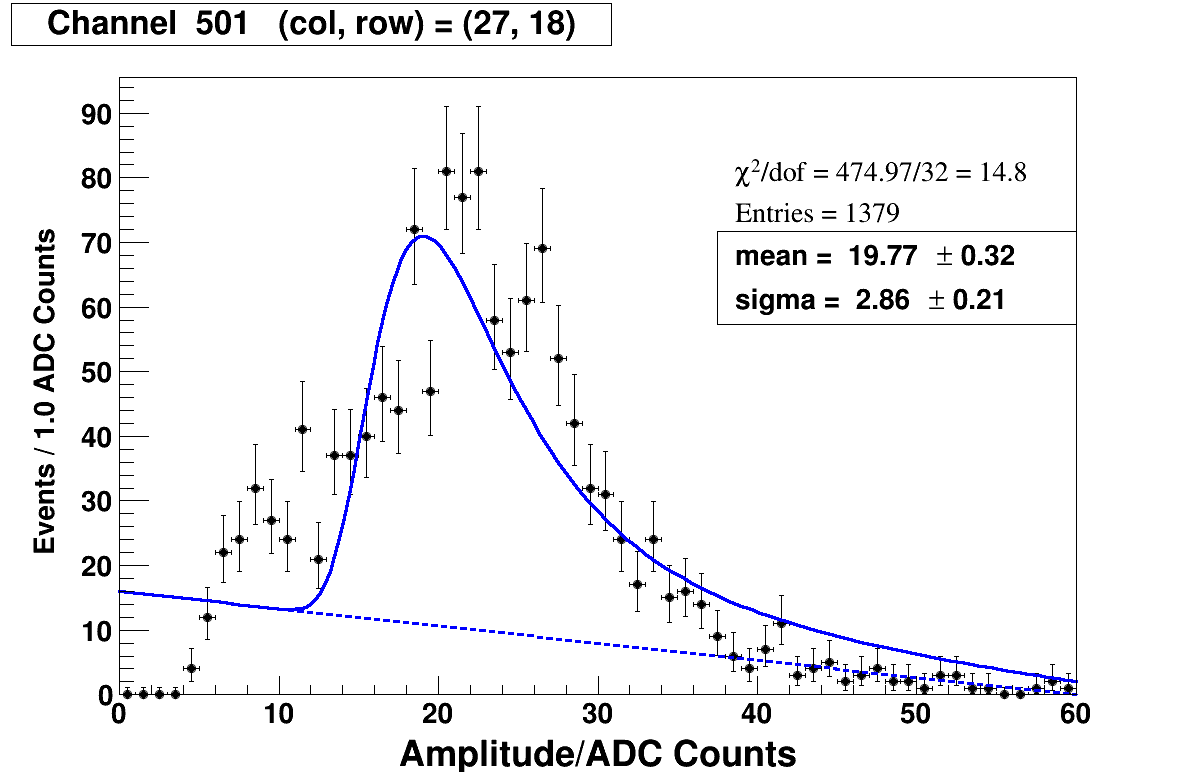 Channel 501 (col, row) = (27, 18)
χ²/dof = 474.97/32 = 14.8
Entries = 1379
mean = 19.77 ± 0.32
sigma = 2.86 ± 0.21
Events / 1.0 ADC Counts
90
80
70
60
50
40
30
20
10
0
0 10 20 30 40 50 60
Amplitude/ADC Counts